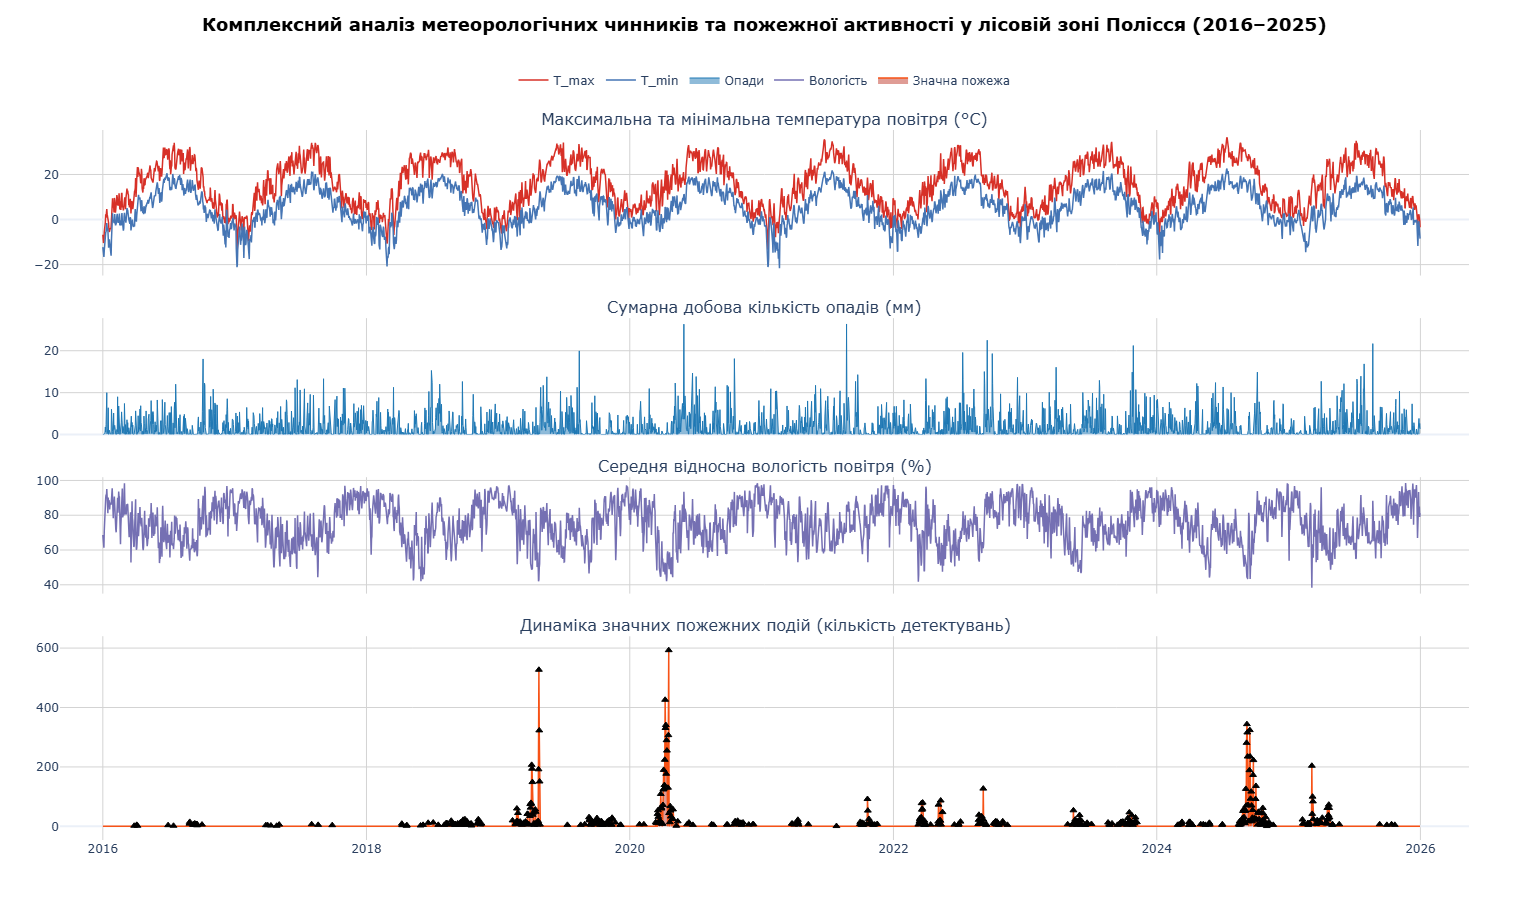 Комплексний аналіз метеорологічних чинників та пожежної активності у лісовій зоні Полісся (2016–2025)
T_max T_min Опади Вологість Значна пожежа
Максимальна та мінімальна температура повітря (°C)
20
0
−20
Сумарна добова кількість опадів (мм)
20
10
0
Середня відносна вологість повітря (%)
100
80
60
40
Динаміка значних пожежних подій (кількість детектувань)
600
400
200
0
2016 2018 2020 2022 2024 2026